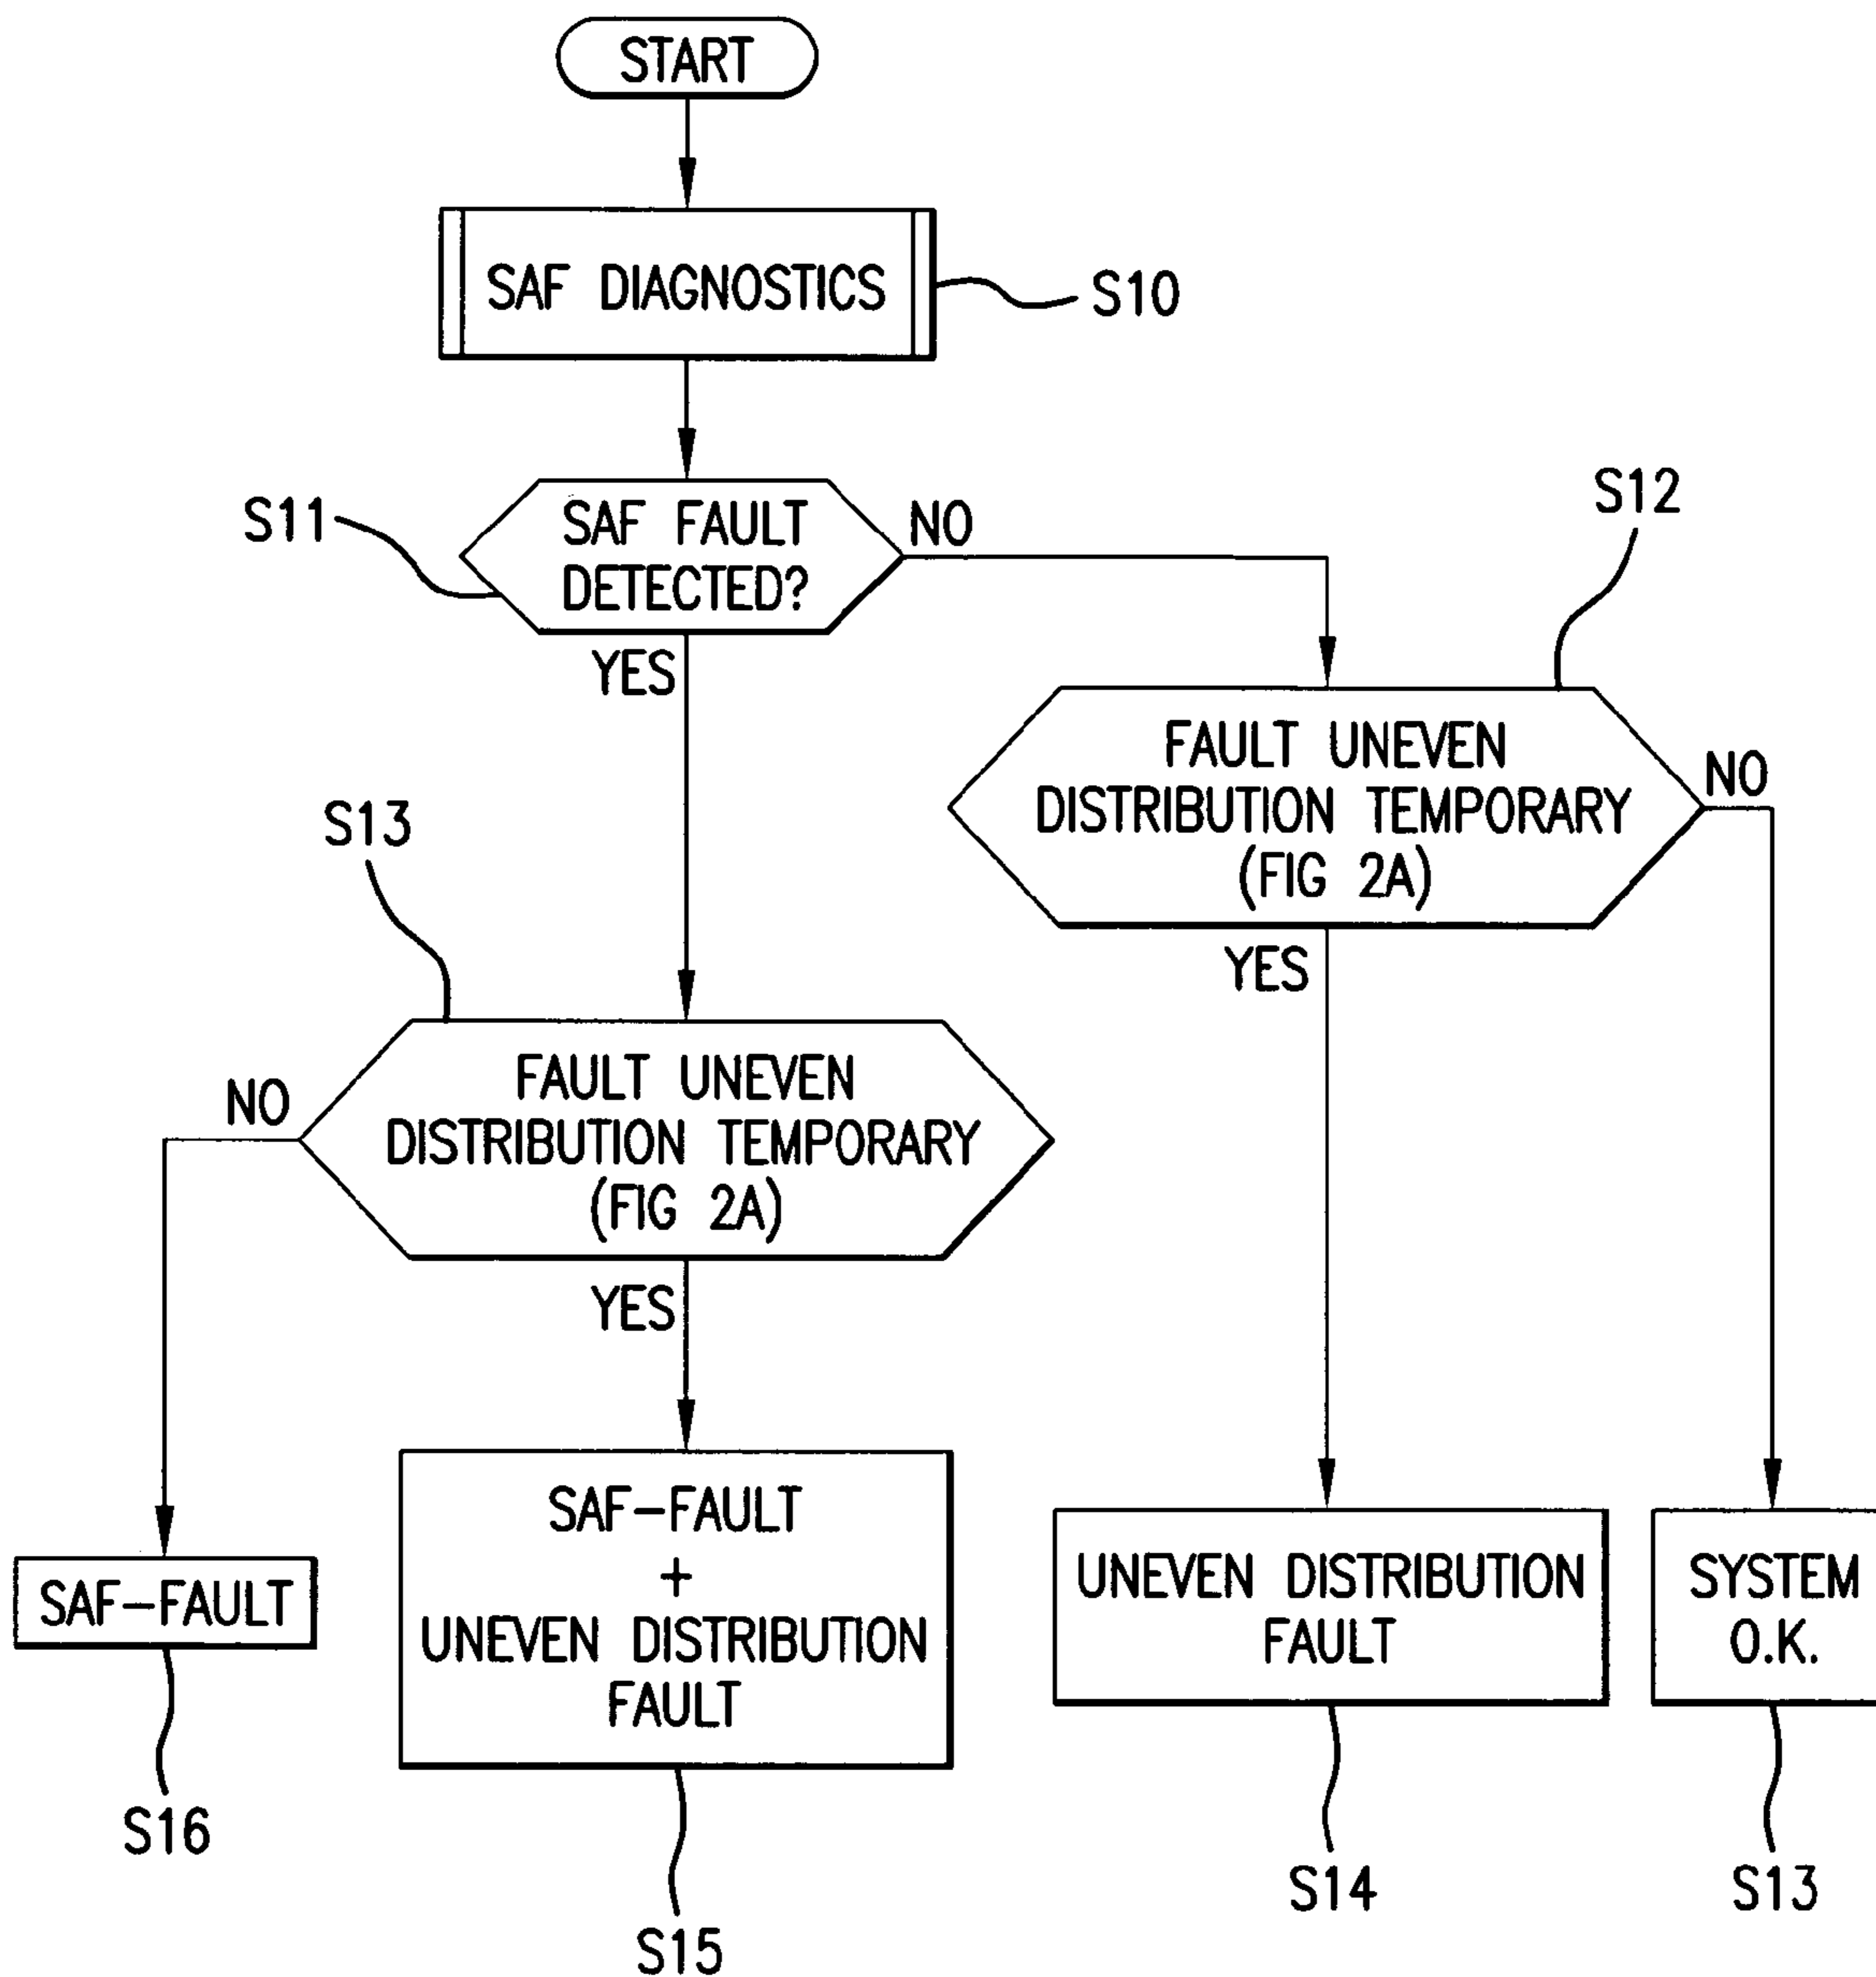 START
SAF DIAGNOSTICS
S10
S11
SAF FAULT
DETECTED?
NO
YES
S12
FAULT UNEVEN
DISTRIBUTION TEMPORARY
(FIG 2A)
NO
YES
S13
FAULT UNEVEN
DISTRIBUTION TEMPORARY
(FIG 2A)
NO
YES
SAF-FAULT
S16
SAF-FAULT
+
UNEVEN DISTRIBUTION
FAULT
S15
UNEVEN DISTRIBUTION
FAULT
S14
SYSTEM
O.K.
S13